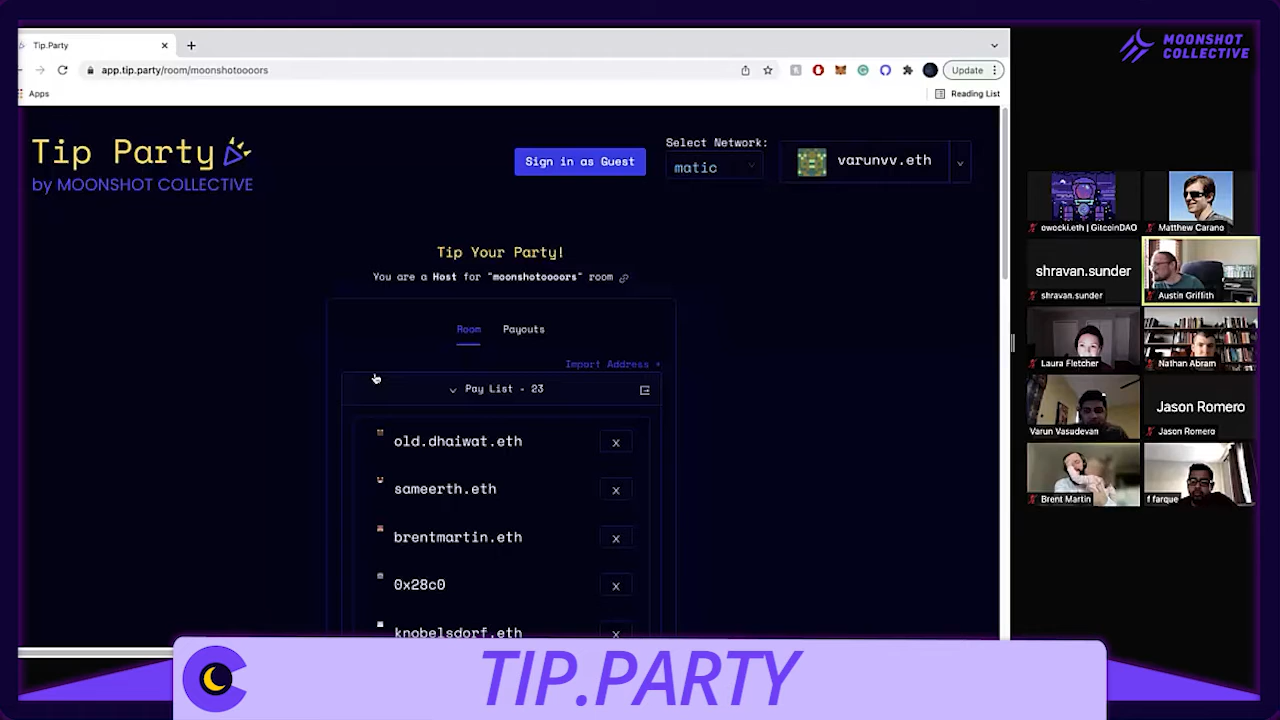 Tip.Party
app.tip.party/room/moonshotoooors
Update
Apps
Reading List
MOONSHOT
COLLECTIVE
Tip Party
by MOONSHOT COLLECTIVE
Sign in as Guest
Select Network:
matic
varunvv.eth
Tip Your Party!
You are a Host for "moonshotoooors" room
Room
Payouts
Import Address +
Pay List - 23
old.dhaiwat.eth
x
sameerth.eth
x
brentmartin.eth
x
0x28c0
x
knobelsdorf.eth
x
owocki.eth | GitcoinDAO
Matthew Carano
shravan.sunder
shravan.sunder
Austin Griffith
Laura Fletcher
Nathan Abram
Varun Vasudevan
Jason Romero
Jason Romero
Brent Martin
f farque
TIP.PARTY